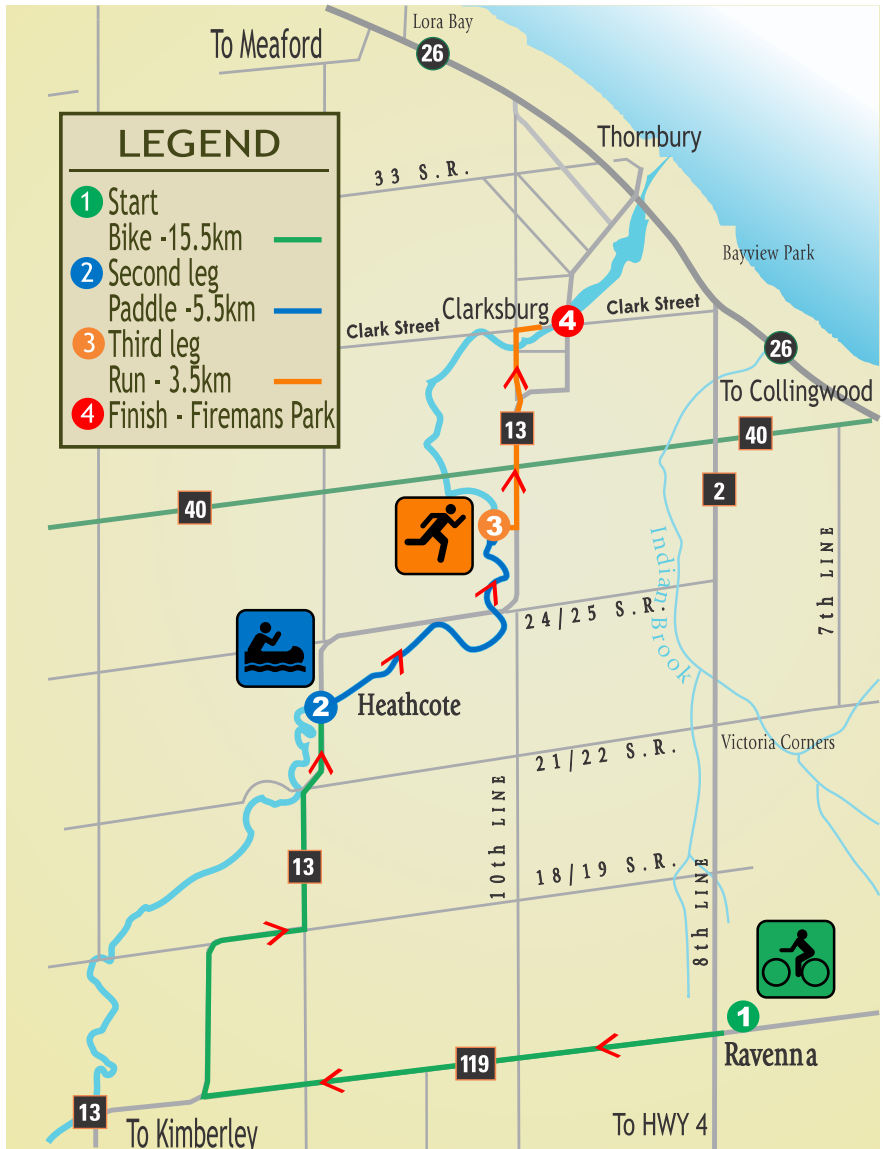 Lora Bay
To Meaford
26
LEGEND
1 Start
Bike -15.5km
2 Second leg
Paddle -5.5km
3 Third leg
Run - 3.5km
4 Finish - Firemans Park
Thornbury
33 S.R.
Bayview Park
Clarksburg
4
Clark Street
Clark Street
26
To Collingwood
13
40
2
40
3
Indian Brook
7th LINE
24/25 S.R.
2
Heathcote
21/22 S.R.
Victoria Corners
10th LINE
13
18/19 S.R.
8th LINE
1
Ravenna
119
13
To Kimberley
To HWY 4